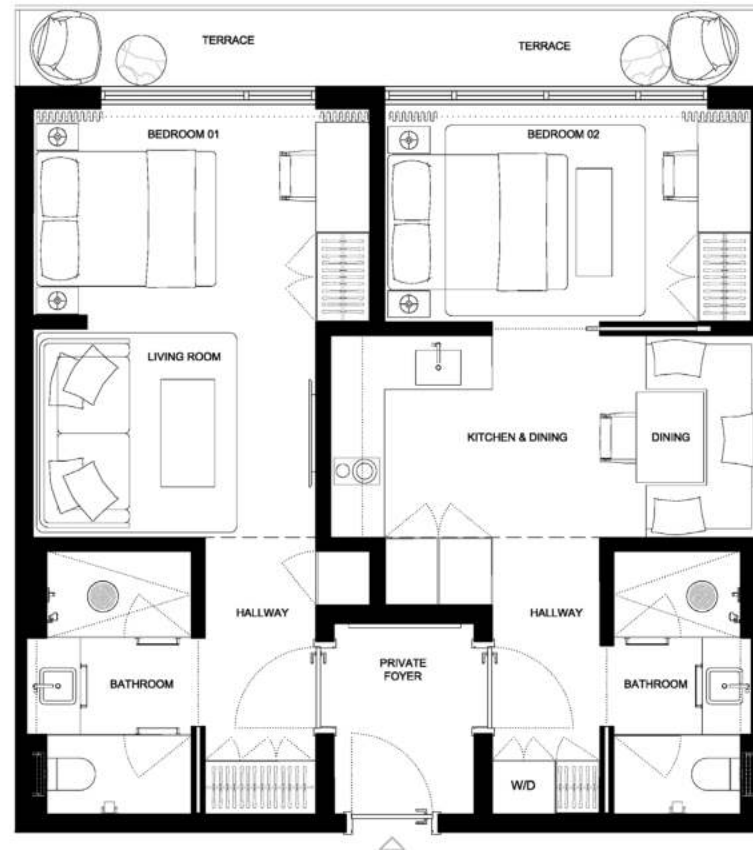 TERRACE
TERRACE
BEDROOM 01
BEDROOM 02
LIVING ROOM
KITCHEN & DINING
DINING
HALLWAY
HALLWAY
PRIVATE
FOYER
BATHROOM
BATHROOM
W/D